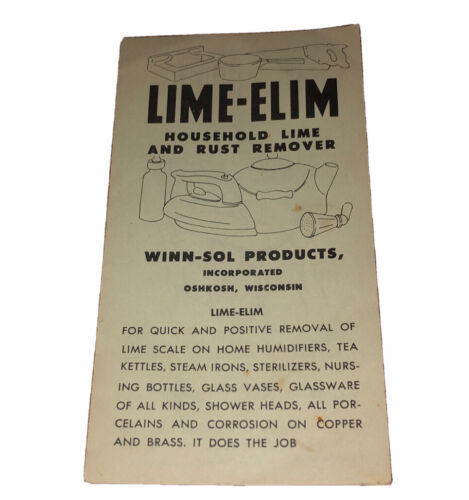 LIME-ELIM
HOUSEHOLD LIME
AND RUST REMOVER
WINN-SOL PRODUCTS,
INCORPORATED
OSHKOSH, WISCONSIN
LIME-ELIM
FOR QUICK AND POSITIVE REMOVAL OF
LIME SCALE ON HOME HUMIDIFIERS, TEA
KETTLES, STEAM IRONS, STERILIZERS, NURS-
ING BOTTLES, GLASS VASES, GLASSWARE
OF ALL KINDS, SHOWER HEADS, ALL POR-
CELAINS AND CORROSION ON COPPER
AND BRASS. IT DOES THE JOB